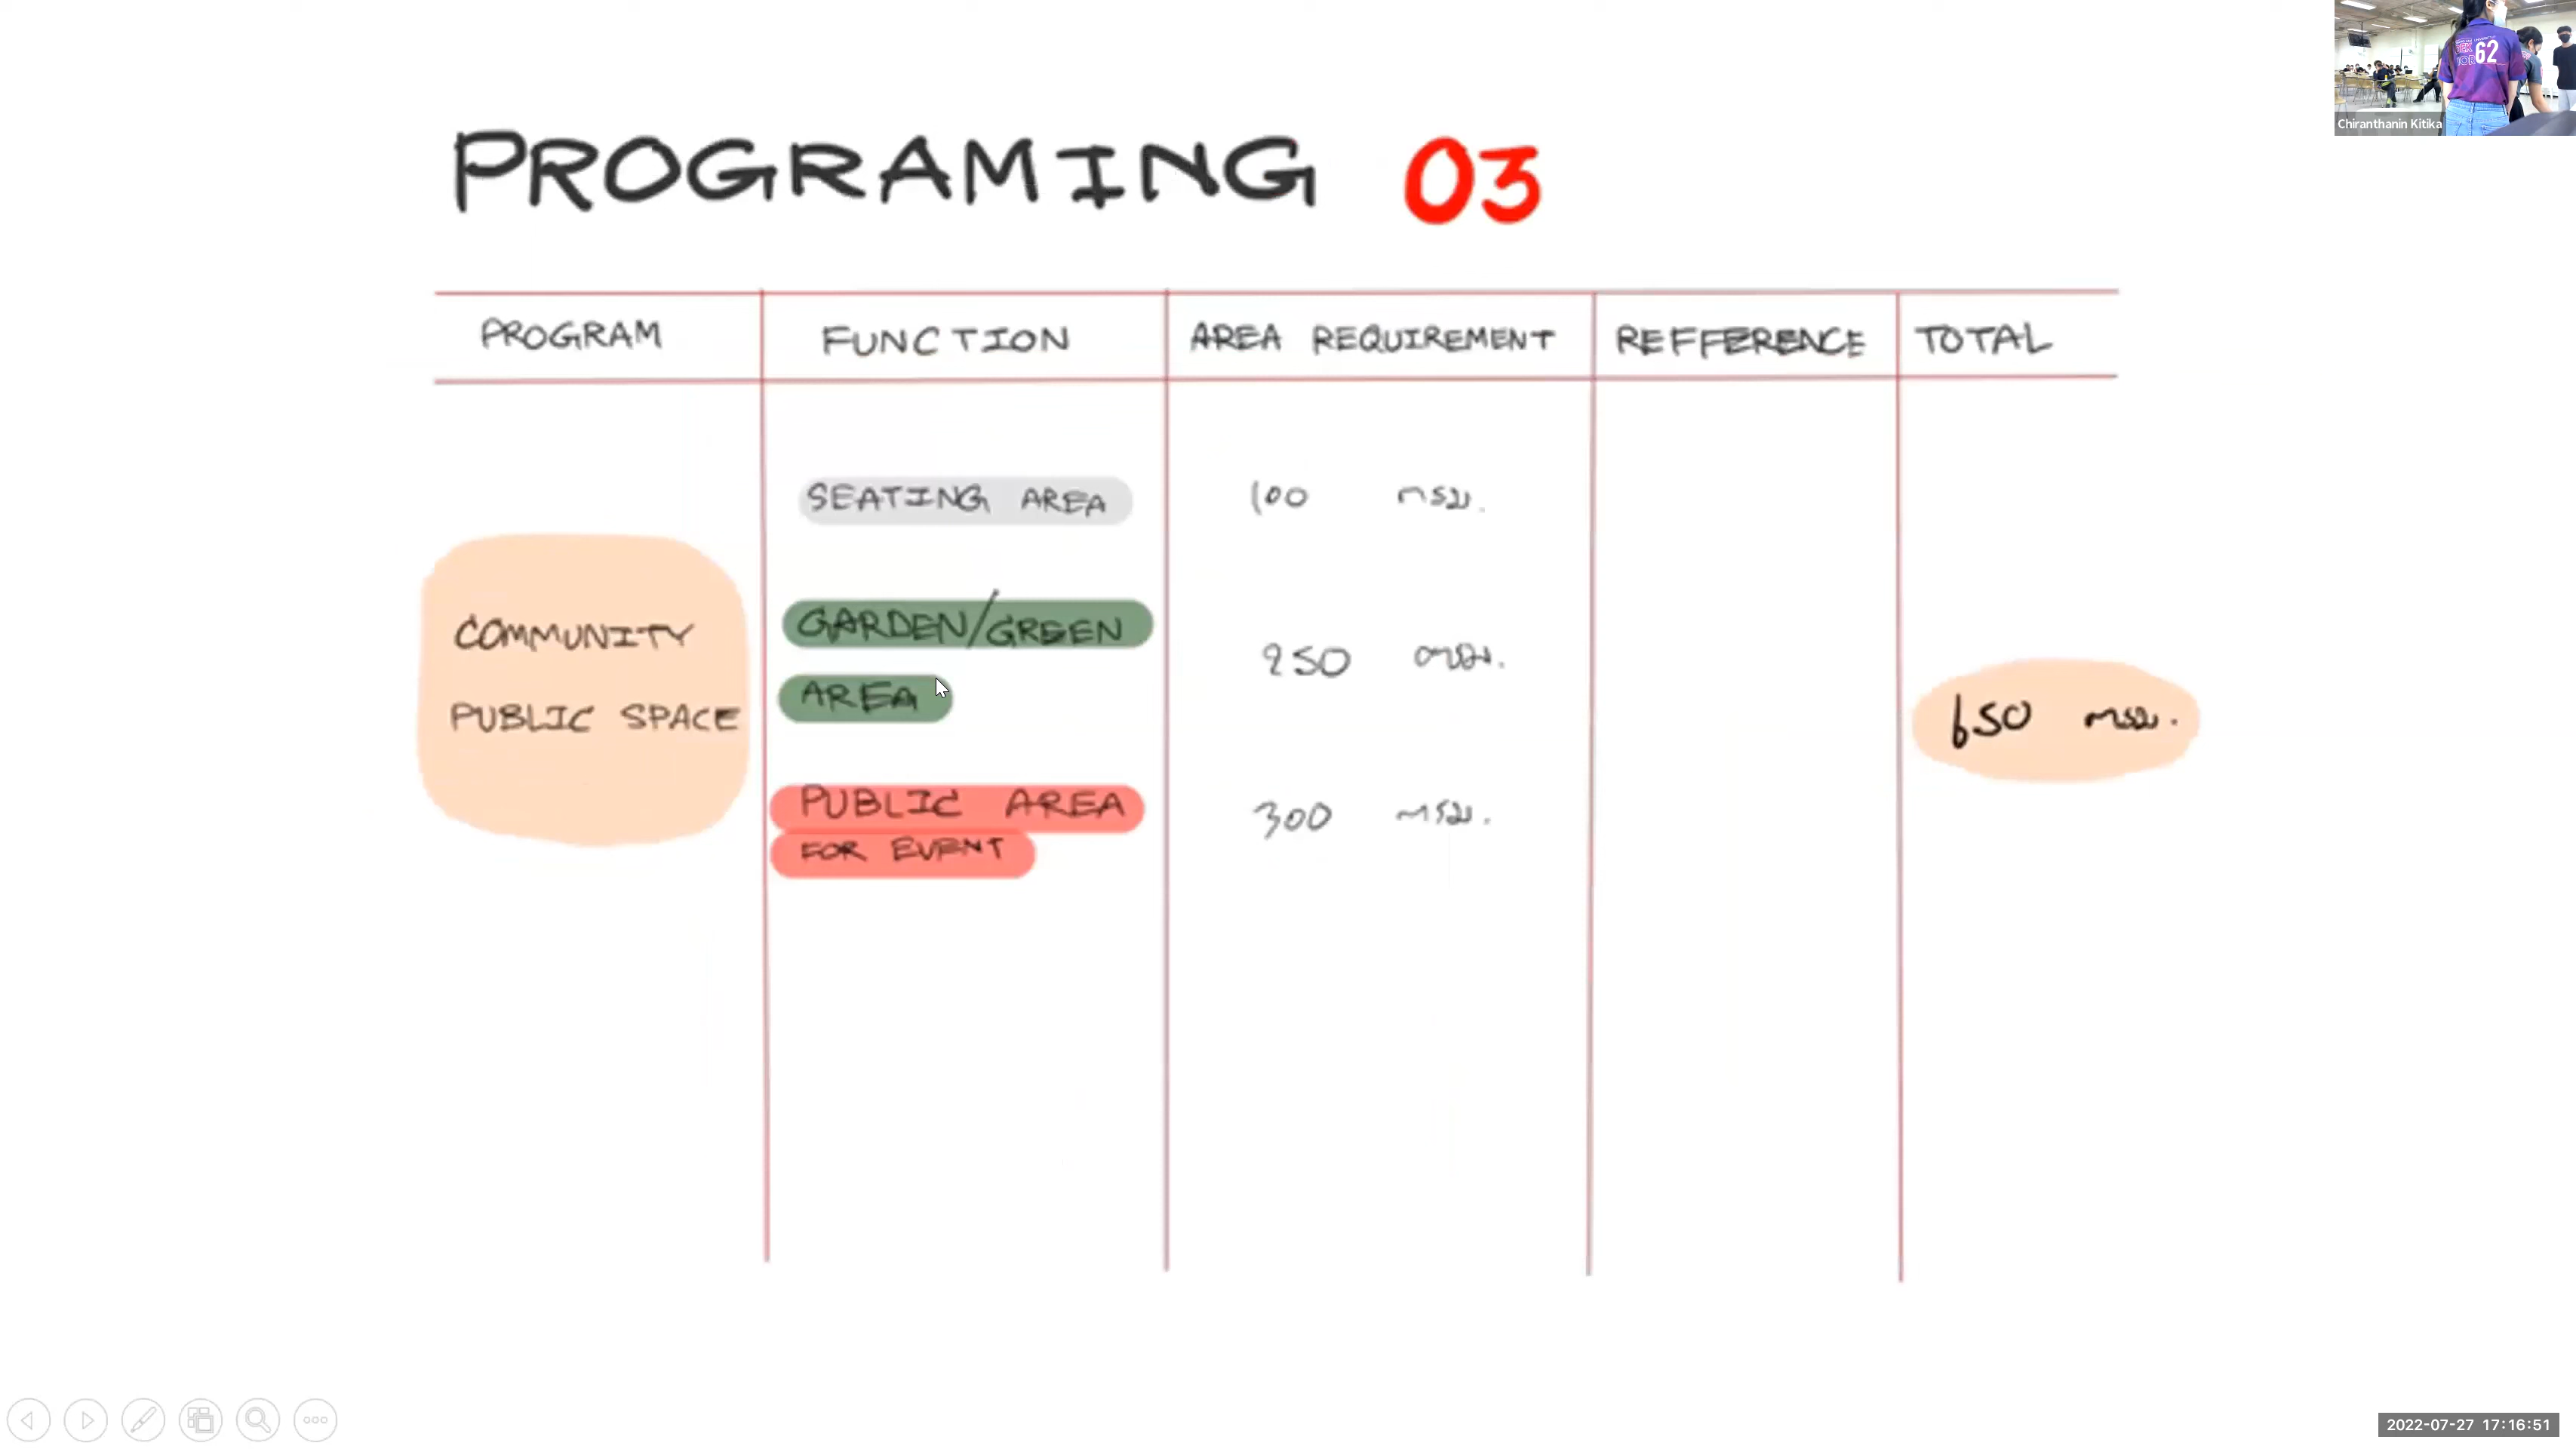 PROGRAMING 03
PROGRAM FUNCTION AREA REQUIREMENT REFFERENCE TOTAL
SEATING AREA 100 ตรม.
COMMUNITY
PUBLIC SPACE
GARDEN/GREEN
AREA
250 ตรม.
PUBLIC AREA
FOR EVENT
300 ตรม.
650 ตรม.
62
Chiranthanin Kitika
2022-07-27 17:16:51